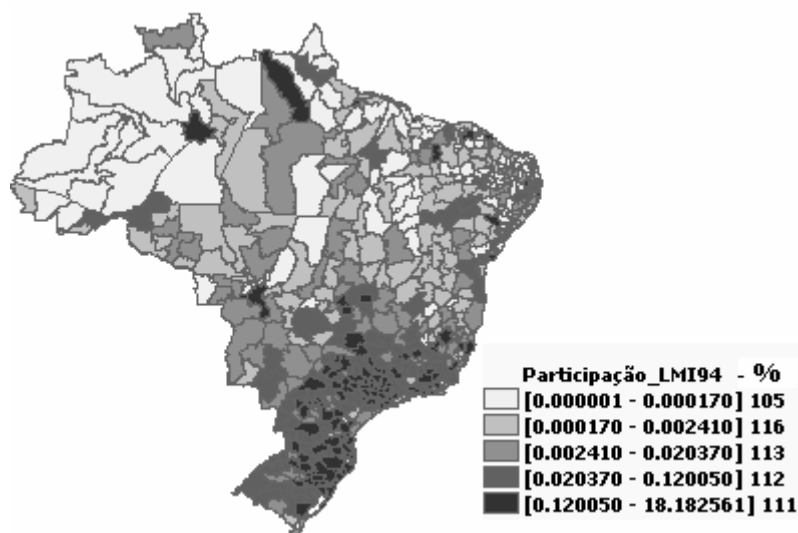 Participação_LMI94 - %
[0.000001 - 0.000170] 105
[0.000170 - 0.002410] 116
[0.002410 - 0.020370] 113
[0.020370 - 0.120050] 112
[0.120050 - 18.182561] 111